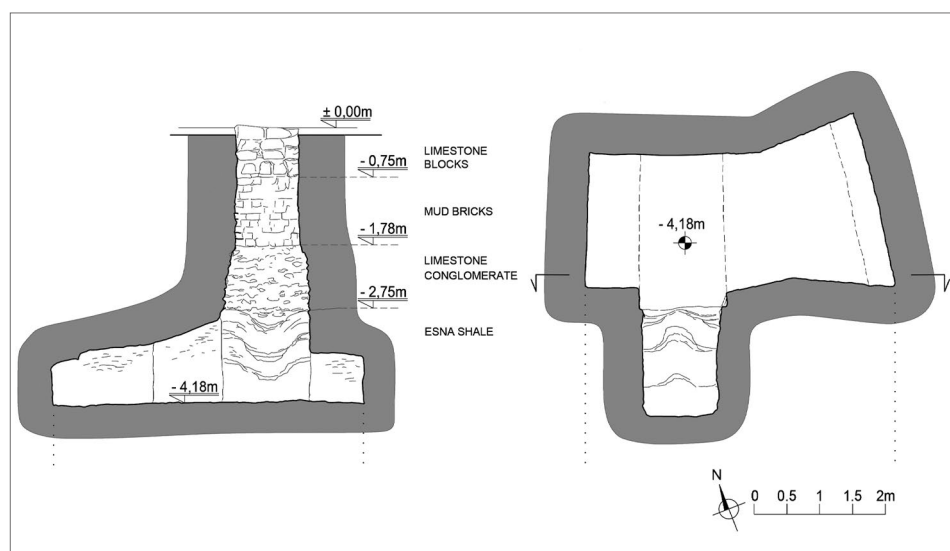 ± 0,00m
LIMESTONE
BLOCKS
- 0,75m
MUD BRICKS
- 1,78m
LIMESTONE
CONGLOMERATE
- 2,75m
ESNA SHALE
- 4,18m
- 4,18m
N
0 0.5 1 1.5 2m